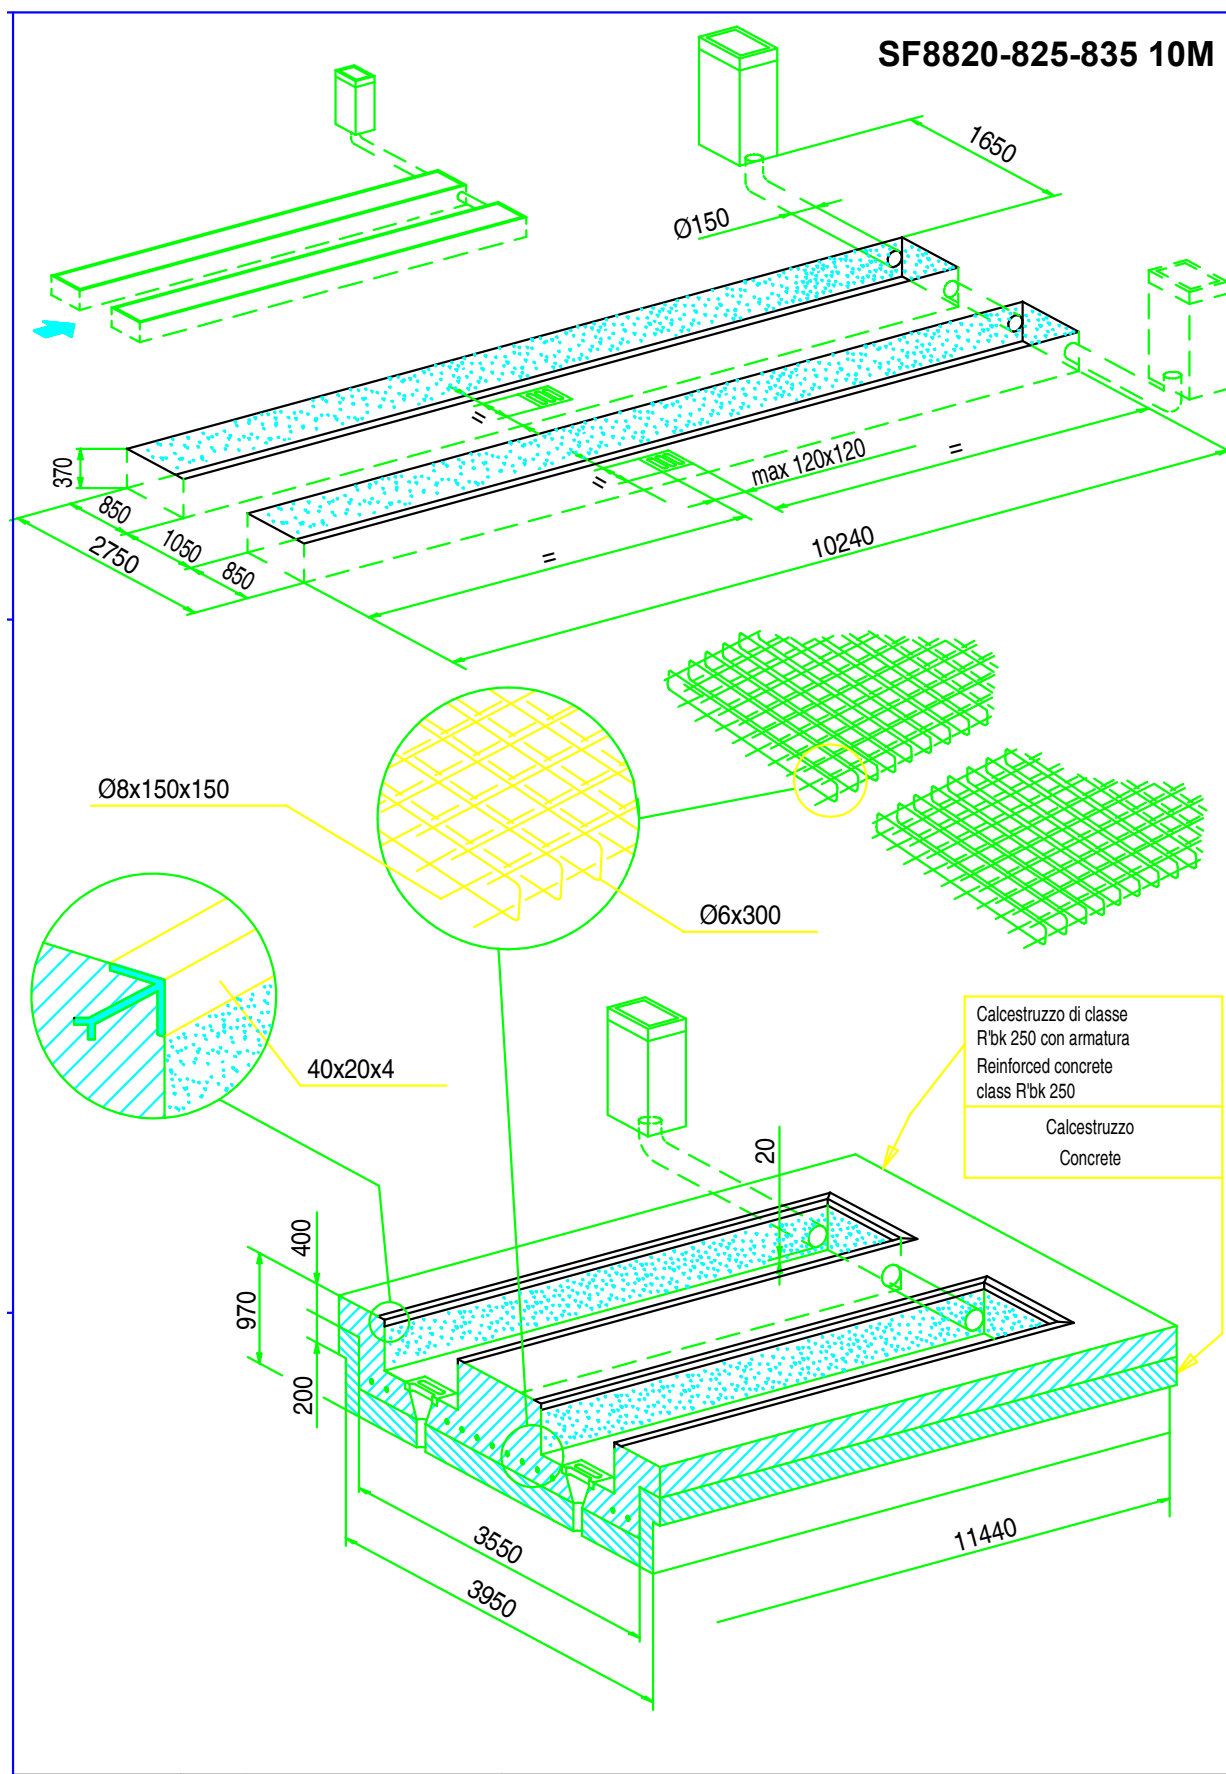 SF8820-825-835 10M
1650
Ø150
370
850
2750
1050
850
=
=
max 120x120
=
=
10240
Ø8x150x150
Ø6x300
40x20x4
Calcestruzzo di classe
R'bk 250 con armatura
Reinforced concrete
class R'bk 250
Calcestruzzo
Concrete
20
400
970
200
3550
3950
11440